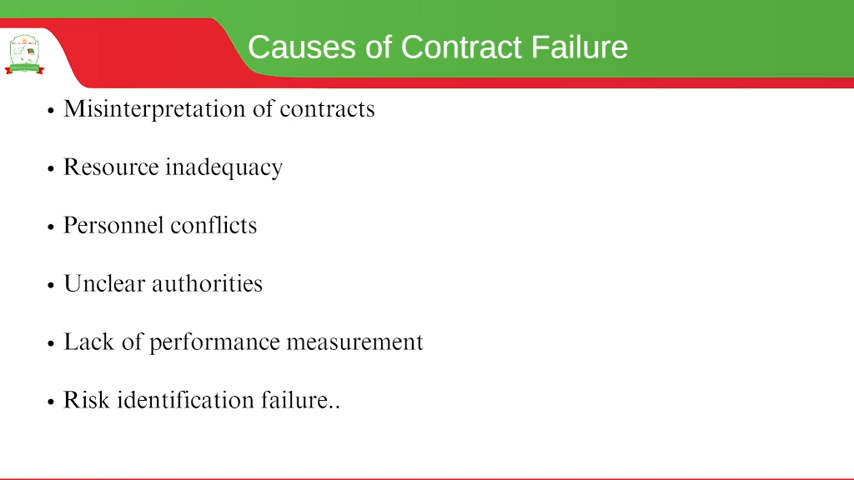 Causes of Contract Failure
• Misinterpretation of contracts
• Resource inadequacy
• Personnel conflicts
• Unclear authorities
• Lack of performance measurement
• Risk identification failure..